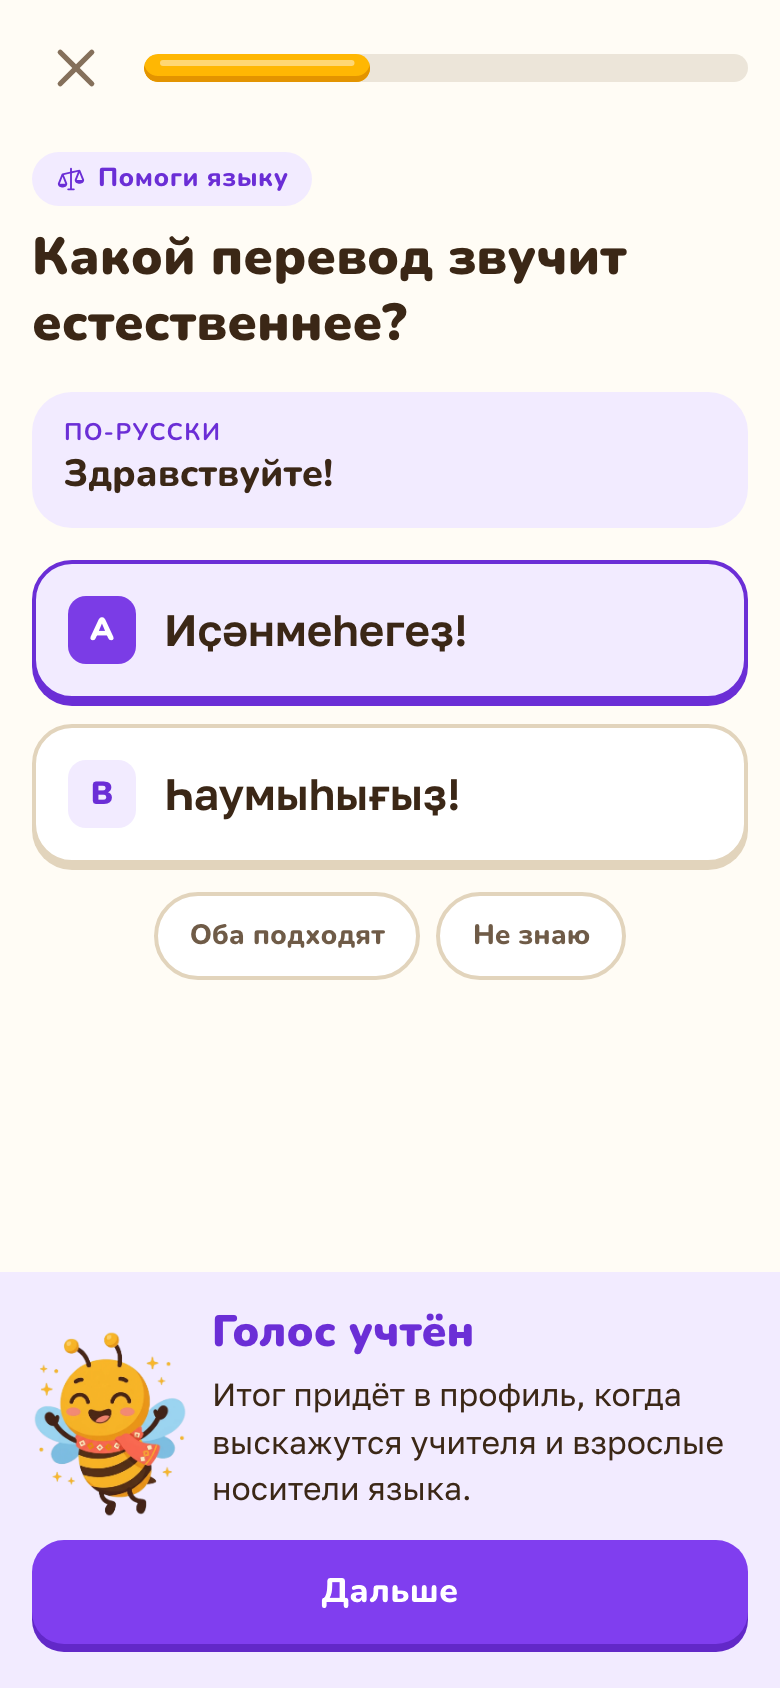 Помоги языку
Какой перевод звучит
естественнее?
ПО-РУССКИ
Здравствуйте!
A
Иҫәнмеһегеҙ!
B
Һаумыһығыҙ!
Оба подходят
Не знаю
Голос учтён
Итог придёт в профиль, когда
выскажутся учителя и взрослые
носители языка.
Дальше